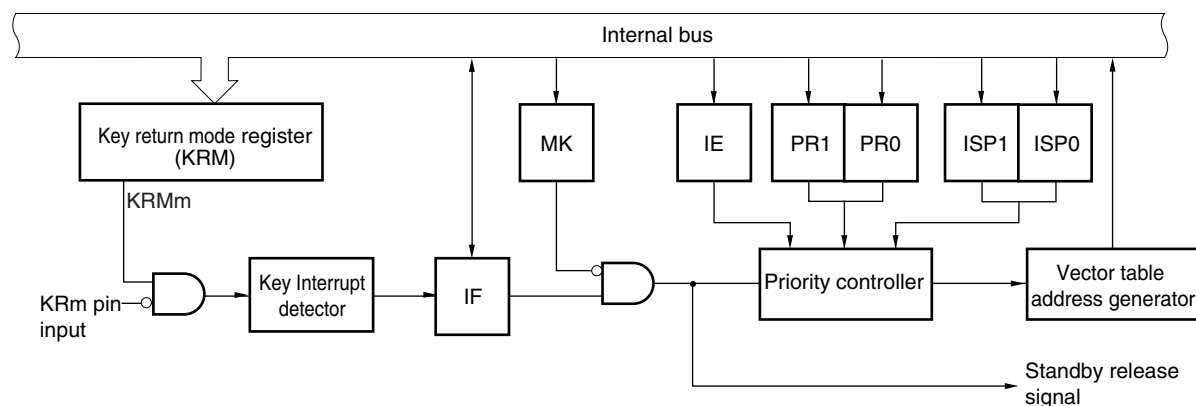 Internal bus
Key return mode register
(KRM)
MK
IE
PR1
PR0
ISP1
ISP0
KRMm
KRm pin
input
Key Interrupt
detector
IF
Priority controller
Vector table
address generator
Standby release
signal